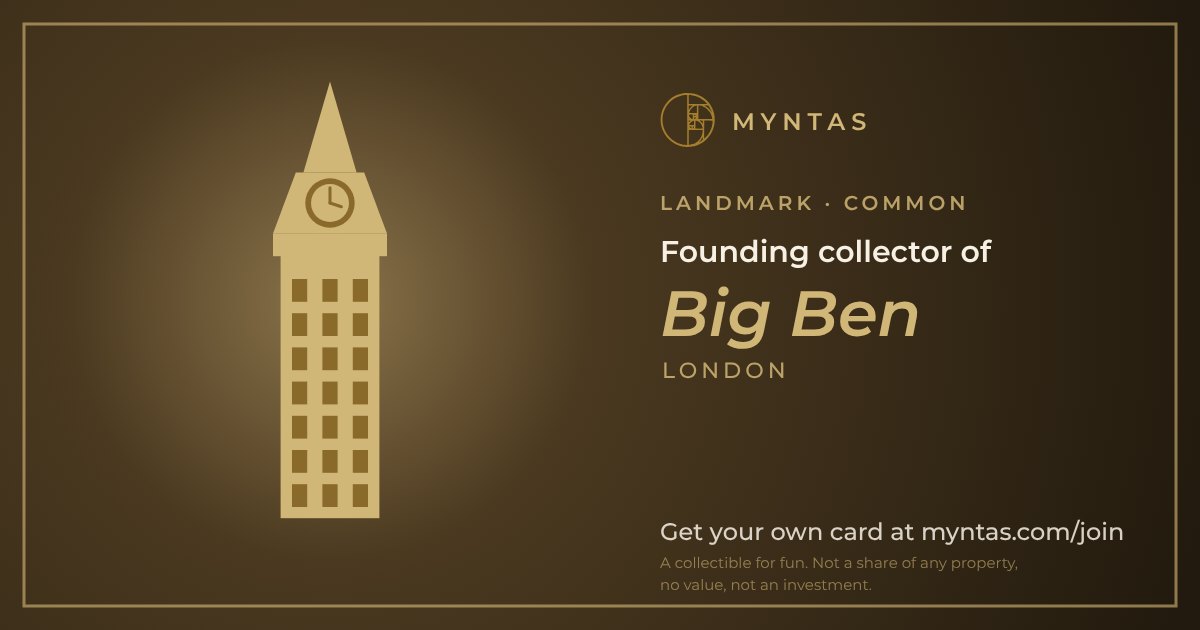 MYNTAS
LANDMARK · COMMON
Founding collector of
Big Ben
LONDON
Get your own card at myntas.com/join
A collectible for fun. Not a share of any property,
no value, not an investment.